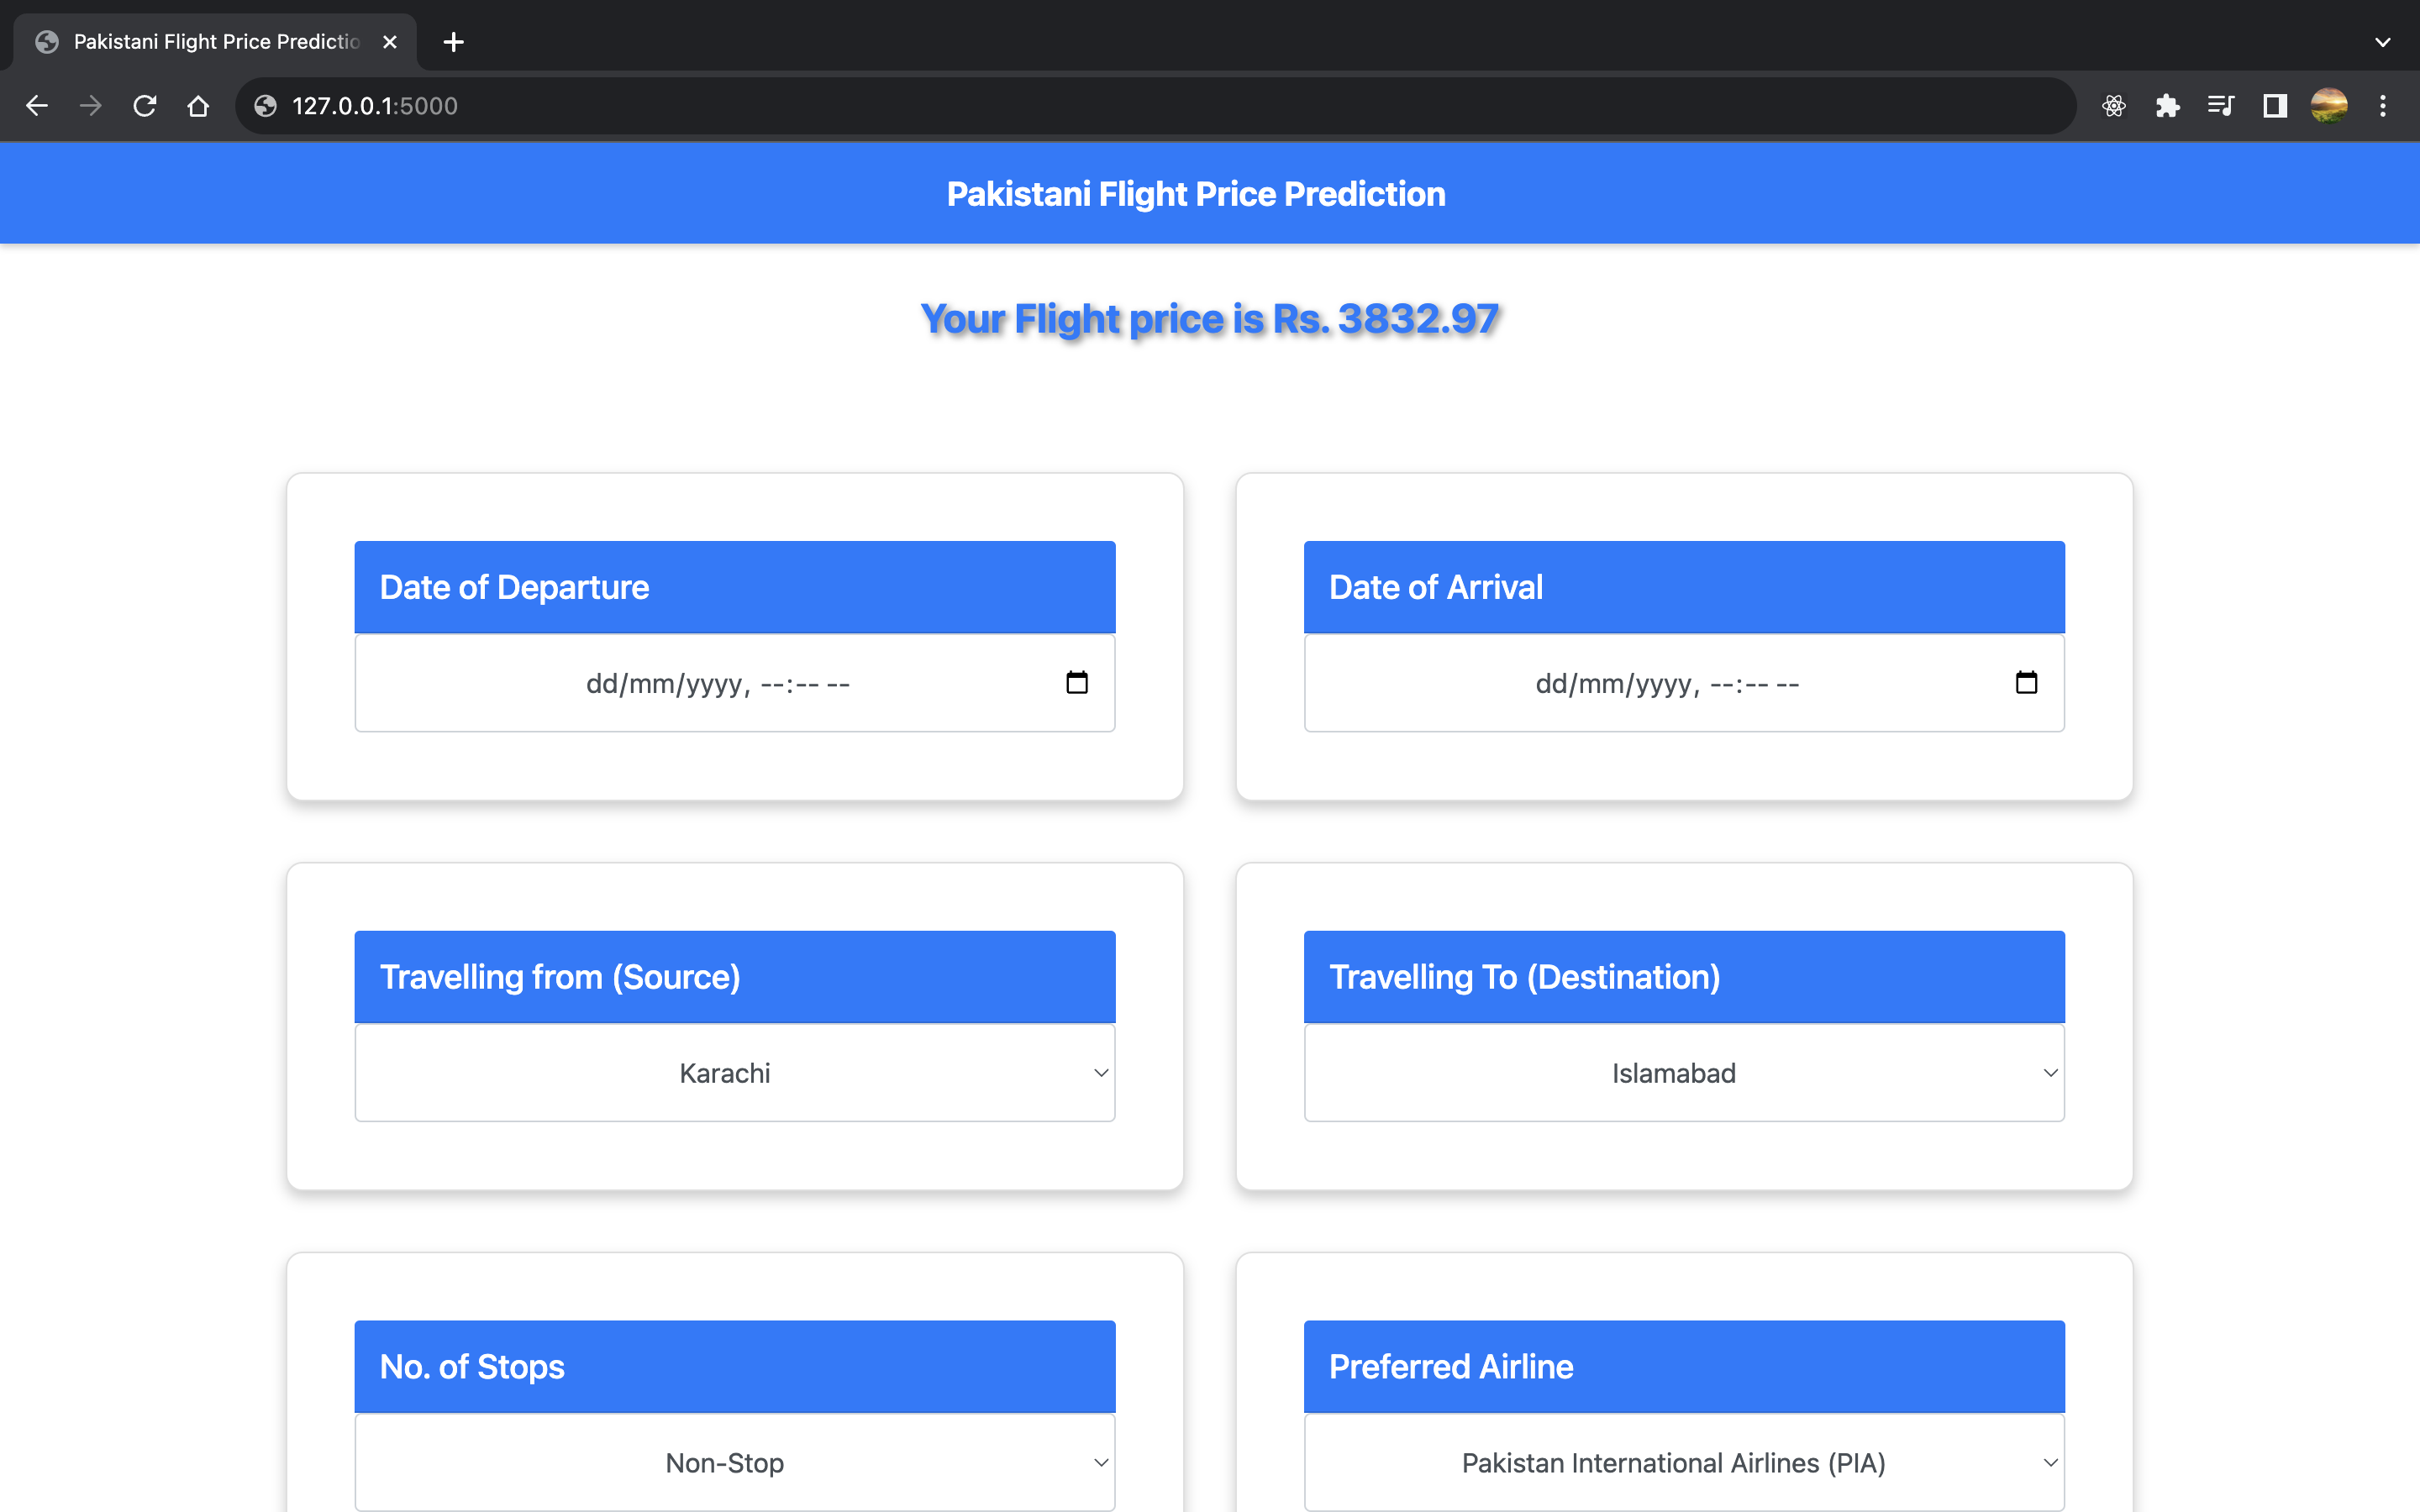 Pakistani Flight Price Predictio
127.0.0.1:5000
Pakistani Flight Price Prediction
Your Flight price is Rs. 3832.97
Date of Departure
Date of Arrival
dd/mm/yyyy, --:-- --
dd/mm/yyyy, --:-- --
Travelling from (Source)
Travelling To (Destination)
Karachi
Islamabad
No. of Stops
Preferred Airline
Non-Stop
Pakistan International Airlines (PIA)